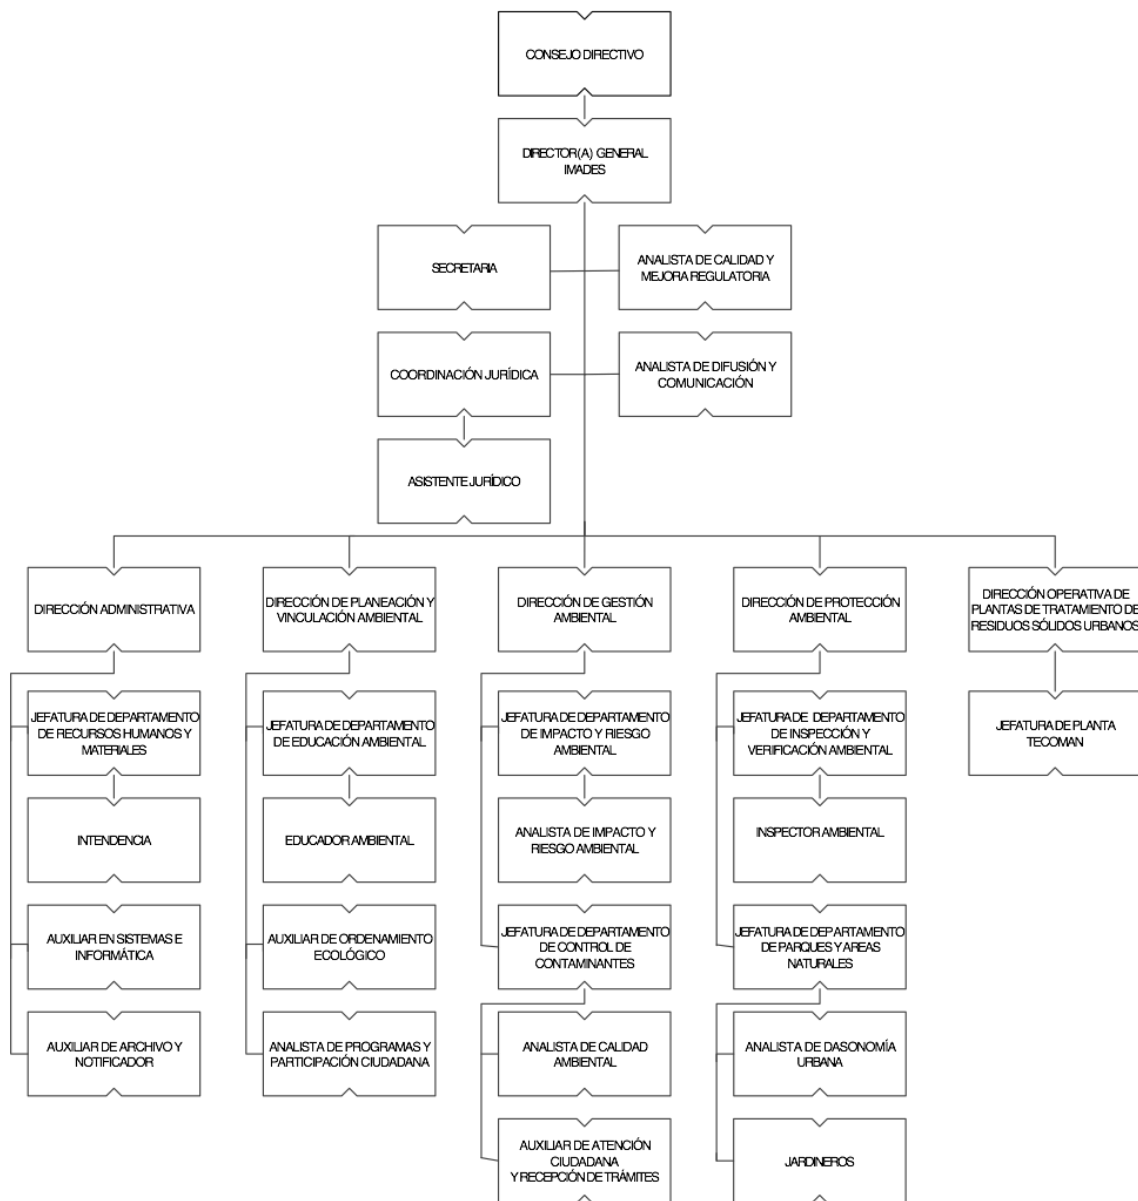 CONSEJO DIRECTIVO
DIRECTOR(A) GENERAL
IMADES
SECRETARIA
ANALISTA DE CALIDAD Y
MEJORA REGULATORIA
COORDINACIÓN JURÍDICA
ANALISTA DE DIFUSIÓN Y
COMUNICACIÓN
ASISTENTE JURÍDICO
DIRECCIÓN ADMINISTRATIVA
DIRECCIÓN DE PLANEACIÓN Y
VINCULACIÓN AMBIENTAL
DIRECCIÓN DE GESTIÓN
AMBIENTAL
DIRECCIÓN DE PROTECCIÓN
AMBIENTAL
DIRECCIÓN OPERATIVA DE
PLANTAS DE TRATAMIENTO DE
RESIDUOS SÓLIDOS URBANOS
JEFATURA DE DEPARTAMENTO
DE RECURSOS HUMANOS Y
MATERIALES
JEFATURA DE DEPARTAMENTO
DE EDUCACIÓN AMBIENTAL
JEFATURA DE DEPARTAMENTO
DE IMPACTO Y RIESGO
AMBIENTAL
JEFATURA DE DEPARTAMENTO
DE INSPECCIÓN Y
VERIFICACIÓN AMBIENTAL
JEFATURA DE PLANTA
TECOMAN
INTENDENCIA
EDUCADOR AMBIENTAL
ANALISTA DE IMPACTO Y
RIESGO AMBIENTAL
INSPECTOR AMBIENTAL
AUXILIAR EN SISTEMAS E
INFORMÁTICA
AUXILIAR DE ORDENAMIENTO
ECOLÓGICO
JEFATURA DE DEPARTAMENTO
DE CONTROL DE
CONTAMINANTES
JEFATURA DE DEPARTAMENTO
DE PARQUES Y AREAS
NATURALES
AUXILIAR DE ARCHIVO Y
NOTIFICADOR
ANALISTA DE PROGRAMAS Y
PARTICIPACIÓN CIUDADANA
ANALISTA DE CALIDAD
AMBIENTAL
ANALISTA DE DASONOMÍA
URBANA
AUXILIAR DE ATENCIÓN
CIUDADANA
Y RECEPCIÓN DE TRÁMITES
JARDINEROS